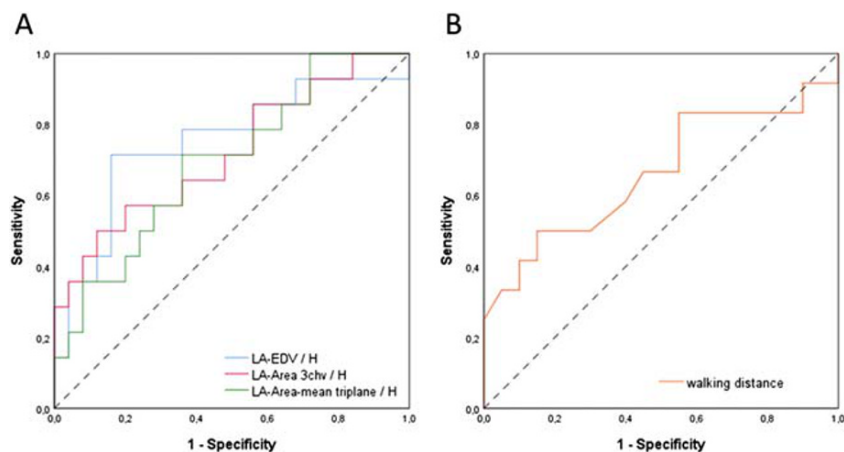 A
B
Sensitivity
1,0
0,8
0,6
0,4
0,2
0,0
LA-EDV / H
LA-Area 3chv / H
LA-Area-mean triplane / H
0,0 0,2 0,4 0,6 0,8 1,0
1 - Specificity
Sensitivity
1,0
0,8
0,6
0,4
0,2
0,0
walking distance
0,0 0,2 0,4 0,6 0,8 1,0
1 - Specificity